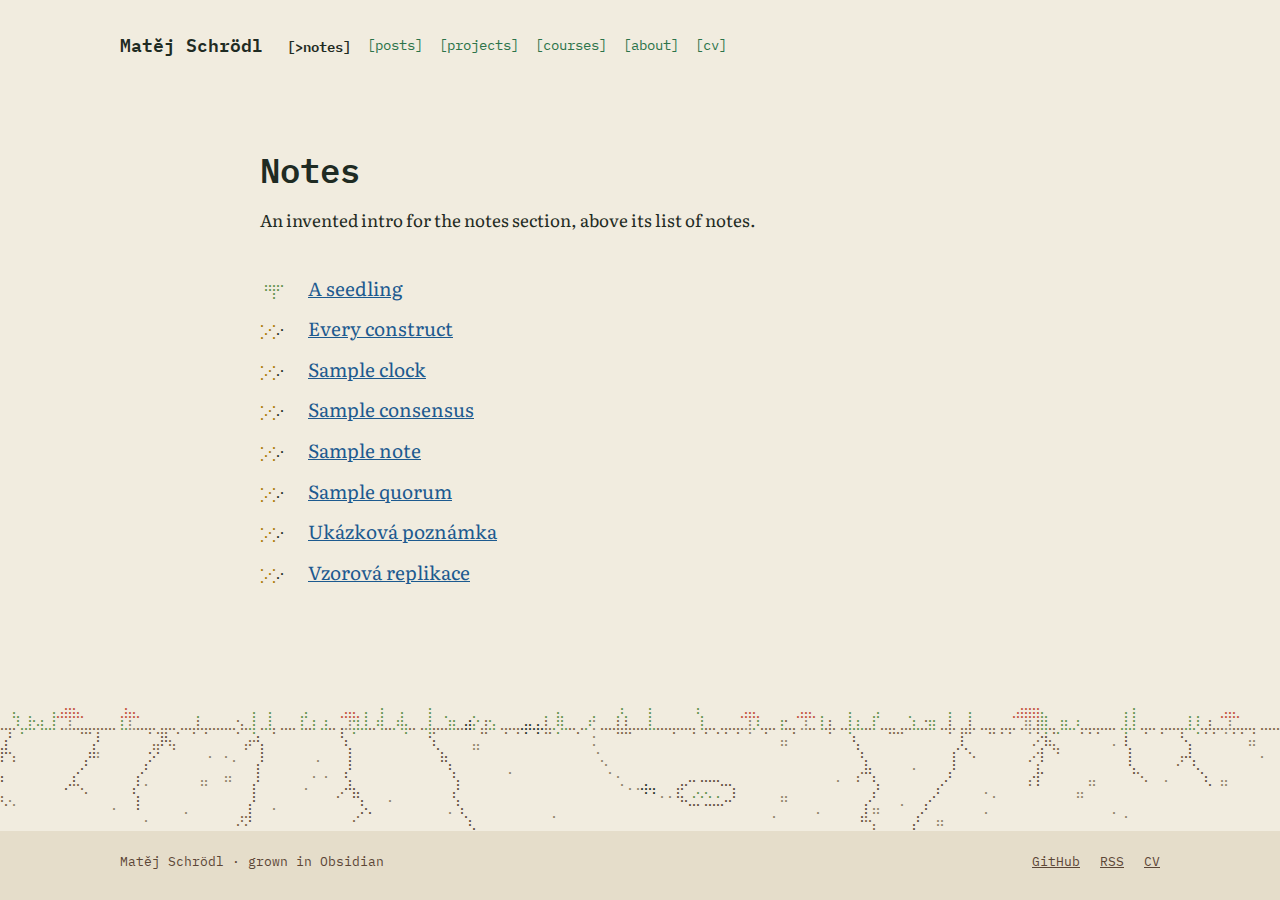 Matěj Schrödl [>notes] [posts] [projects] [courses] [about] [cv]
Notes
An invented intro for the notes section, above its list of notes.
A seedling
Every construct
Sample clock
Sample consensus
Sample note
Sample quorum
Ukázková poznámka
Vzorová replikace
Matěj Schrödl · grown in Obsidian GitHub RSS CV